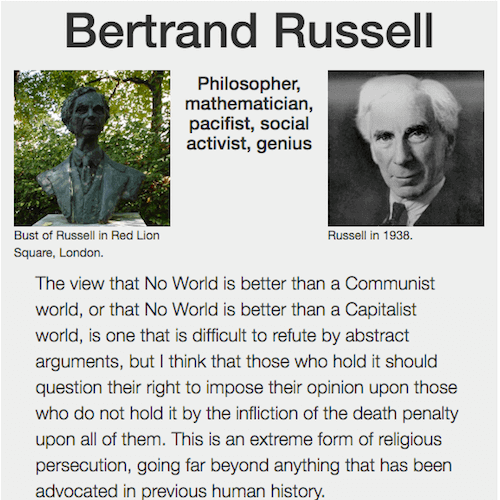 Bertrand Russell
Philosopher,
mathematician,
pacifist, social
activist, genius
Bust of Russell in Red Lion
Square, London.
Russell in 1938.
The view that No World is better than a Communist
world, or that No World is better than a Capitalist
world, is one that is difficult to refute by abstract
arguments, but I think that those who hold it should
question their right to impose their opinion upon those
who do not hold it by the infliction of the death penalty
upon all of them. This is an extreme form of religious
persecution, going far beyond anything that has been
advocated in previous human history.